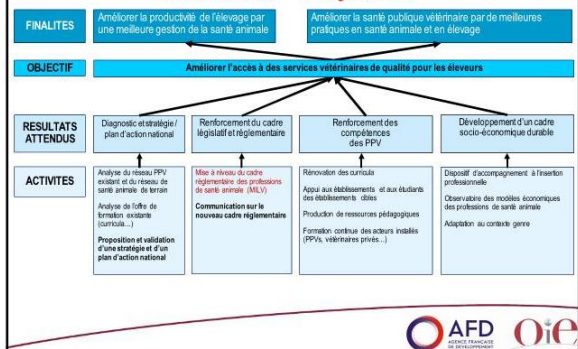 FINALITES
Améliorer la productivité de l'élevage par
une meilleure gestion de la santé animale
Améliorer la santé publique vétérinaire par de meilleures
pratiques en santé animale et en élevage
OBJECTIF
Améliorer l'accès à des services vétérinaires de qualité pour les éleveurs
RESULTATS
ATTENDUS
Diagnostic et stratégie /
plan d'action national
Renforcement du cadre
législatif et réglementaire
Renforcement des
compétences
des PPV
Développement d'un cadre
socio-économique durable
ACTIVITES
Analyse du réseau PPV
existant et du réseau de
santé animale de terrain
Analyse de l'offre de
formation existante
(curricula…)
Proposition et validation
d'une stratégie et d'un
plan d'action national
Mise à niveau du cadre
réglementaire des professions
de santé animale (MILV)
Communication sur le
nouveau cadre réglementaire
Rénovation des curricula
Appui aux établissements et aux étudiants
des établissements cibles
Production de ressources pédagogiques
Formation continue des acteurs installés
(PPVs, vétérinaires privés…)
Dispositif d'accompagnement à l'insertion
professionnelle
Observatoire des modèles économiques
des professions de santé animale
Adaptation au contexte genre
AFD
AGENCE FRANÇAISE
DE DÉVELOPPEMENT
Oie